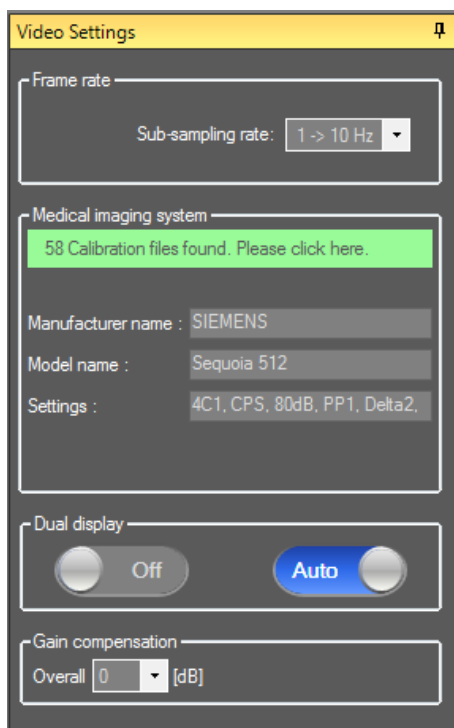 Video Settings
Frame rate
Sub-sampling rate: 1 -> 10 Hz
Medical imaging system
58 Calibration files found. Please click here.
Manufacturer name : SIEMENS
Model name : Sequoia 512
Settings : 4C1, CPS, 80dB, PP1, Delta2,
Dual display
Off Auto
Gain compensation
Overall 0 [dB]